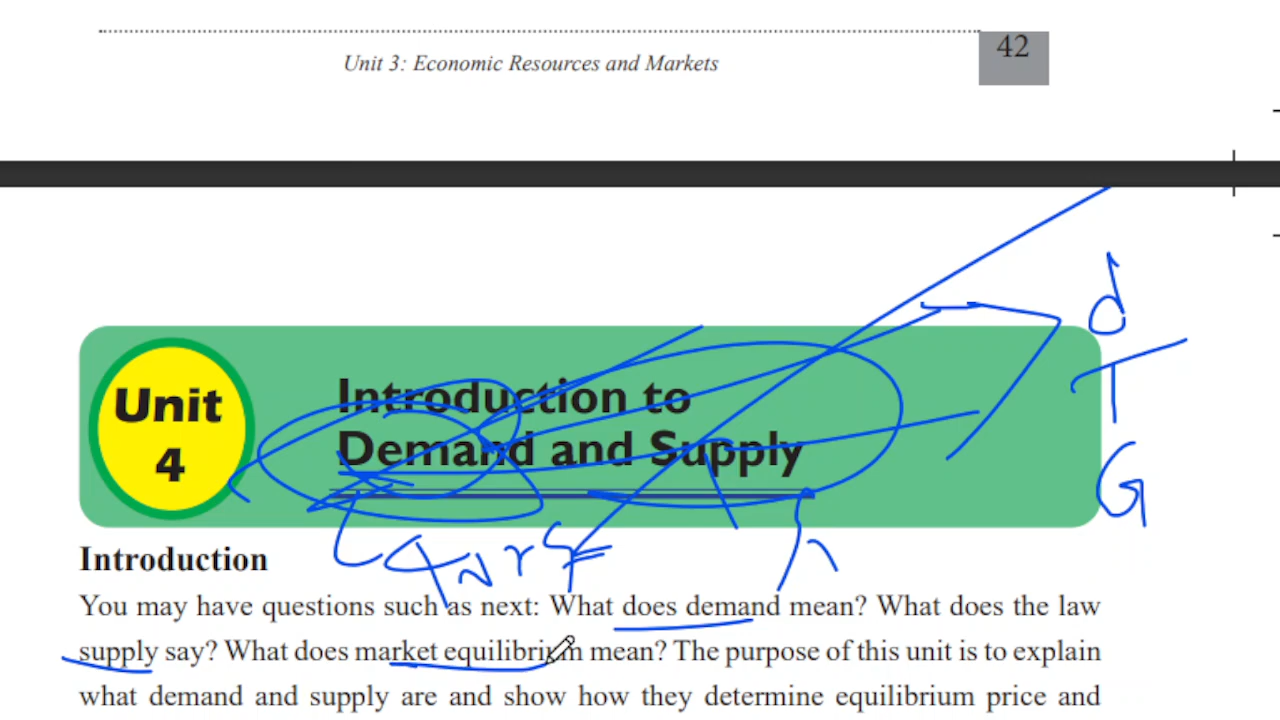 42
Unit 3: Economic Resources and Markets
Unit
4
Introduction to
Demand and Supply
Introduction
You may have questions such as next: What does demand mean? What does the law
supply say? What does market equilibrium mean? The purpose of this unit is to explain
what demand and supply are and show how they determine equilibrium price and